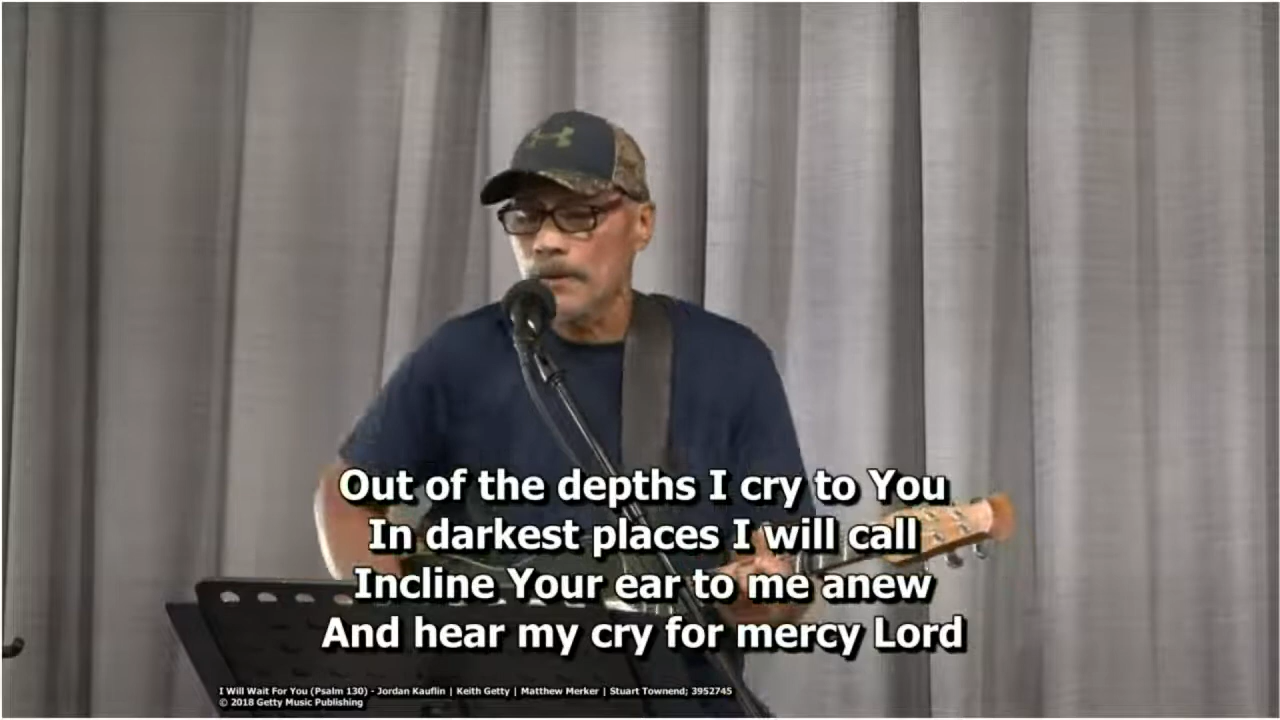 Out of the depths I cry to You
In darkest places I will call
Incline Your ear to me anew
And hear my cry for mercy Lord
I Will Wait For You (Psalm 130) - Jordan Kauflin | Keith Getty | Matthew Merker | Stuart Townend; 3952745
© 2018 Getty Music Publishing